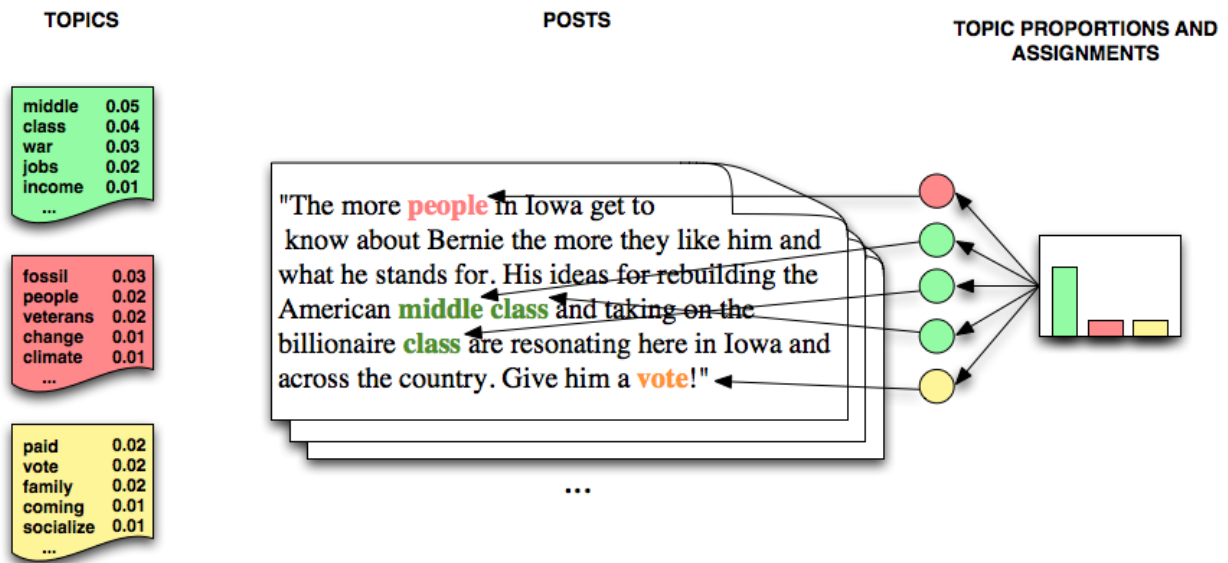 TOPICS
POSTS
TOPIC PROPORTIONS AND
ASSIGNMENTS
middle 0.05
class 0.04
war 0.03
jobs 0.02
income 0.01
...
fossil 0.03
people 0.02
veterans 0.02
change 0.01
climate 0.01
...
paid 0.02
vote 0.02
family 0.02
coming 0.01
socialize 0.01
...
"The more people in Iowa get to
know about Bernie the more they like him and
what he stands for. His ideas for rebuilding the
American middle class and taking on the
billionaire class are resonating here in Iowa and
across the country. Give him a vote!"
...